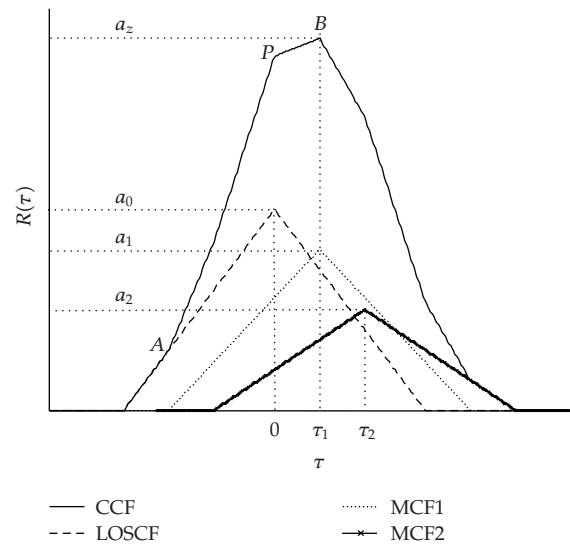 a_z
B
P
a_0
a_1
a_2
A
R(τ)
0 τ_1 τ_2
τ
CCF MCF1
LOSCF MCF2